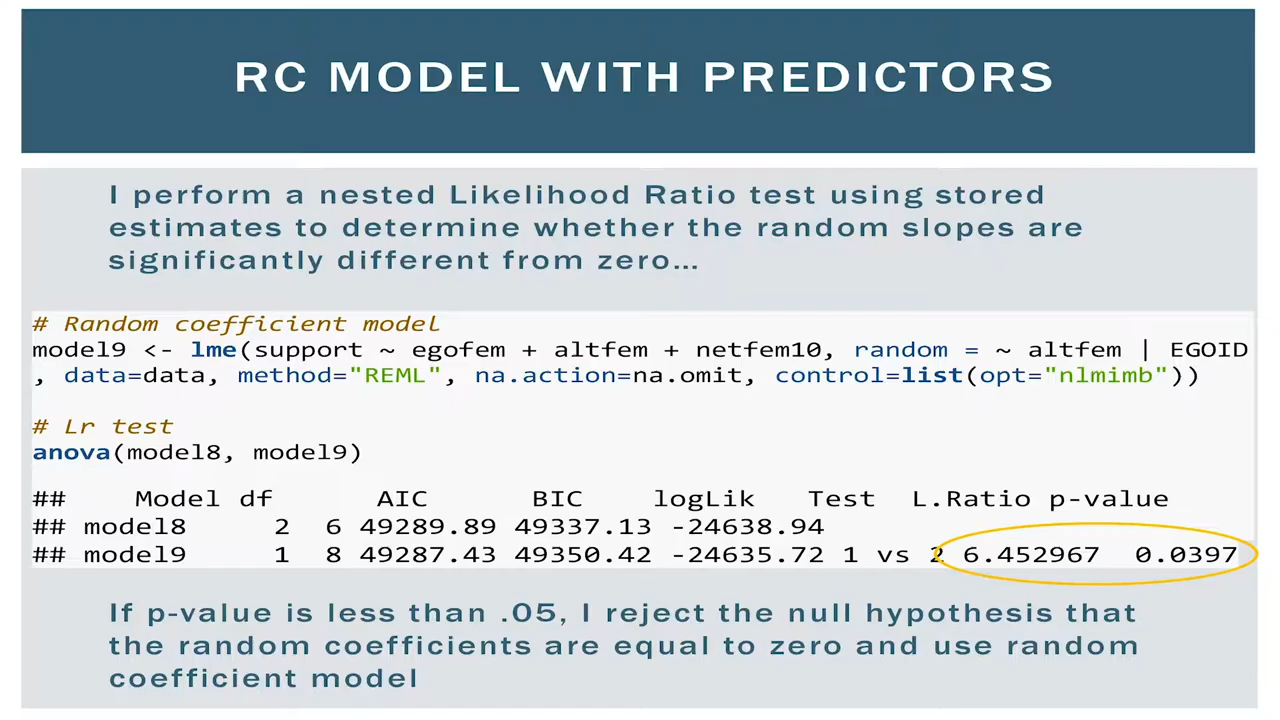 RC MODEL WITH PREDICTORS
I perform a nested Likelihood Ratio test using stored
estimates to determine whether the random slopes are
significantly different from zero…
# Random coefficient model
model9 <- lme(support ~ egofem + altfem + netfem10, random = ~ altfem | EGOID
, data=data, method="REML", na.action=na.omit, control=list(opt="nlmimb"))
# Lr test
anova(model8, model9)
## Model df AIC BIC logLik Test L.Ratio p-value
## model8 2 6 49289.89 49337.13 -24638.94
## model9 1 8 49287.43 49350.42 -24635.72 1 vs 2 6.452967 0.0397
If p-value is less than .05, I reject the null hypothesis that
the random coefficients are equal to zero and use random
coefficient model